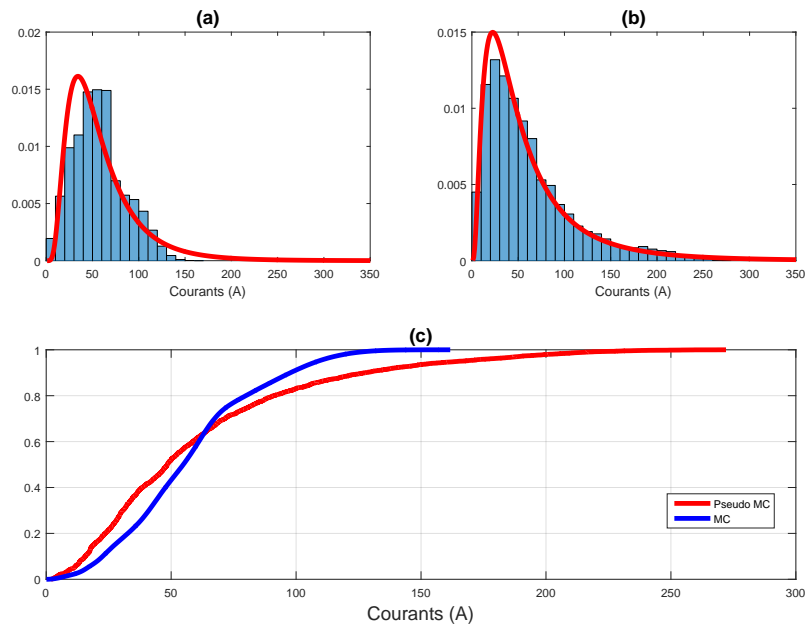 (a)
0.02
0.015
0.01
0.005
0
0 50 100 150 200 250 300 350
Courants (A)
(b)
0.015
0.01
0.005
0
0 50 100 150 200 250 300 350
Courants (A)
(c)
1
0.8
0.6
0.4
0.2
0
0 50 100 150 200 250 300
Courants (A)
Pseudo MC
MC